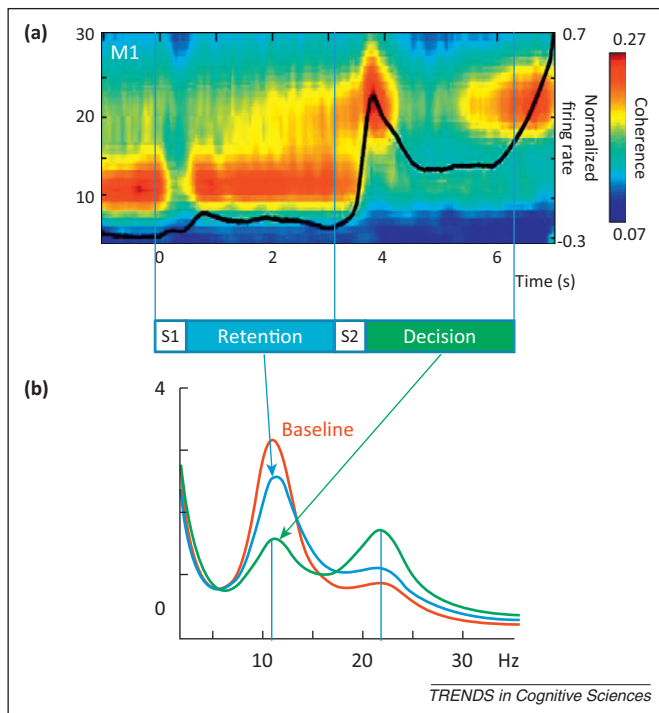 (a)
M1
30
20
10
0
2
4
6
Time (s)
0.7
-0.3
Normalized
firing rate
0.27
Coherence
0.07
S1
Retention
S2
Decision
(b)
4
0
Baseline
10
20
30
Hz
TRENDS in Cognitive Sciences